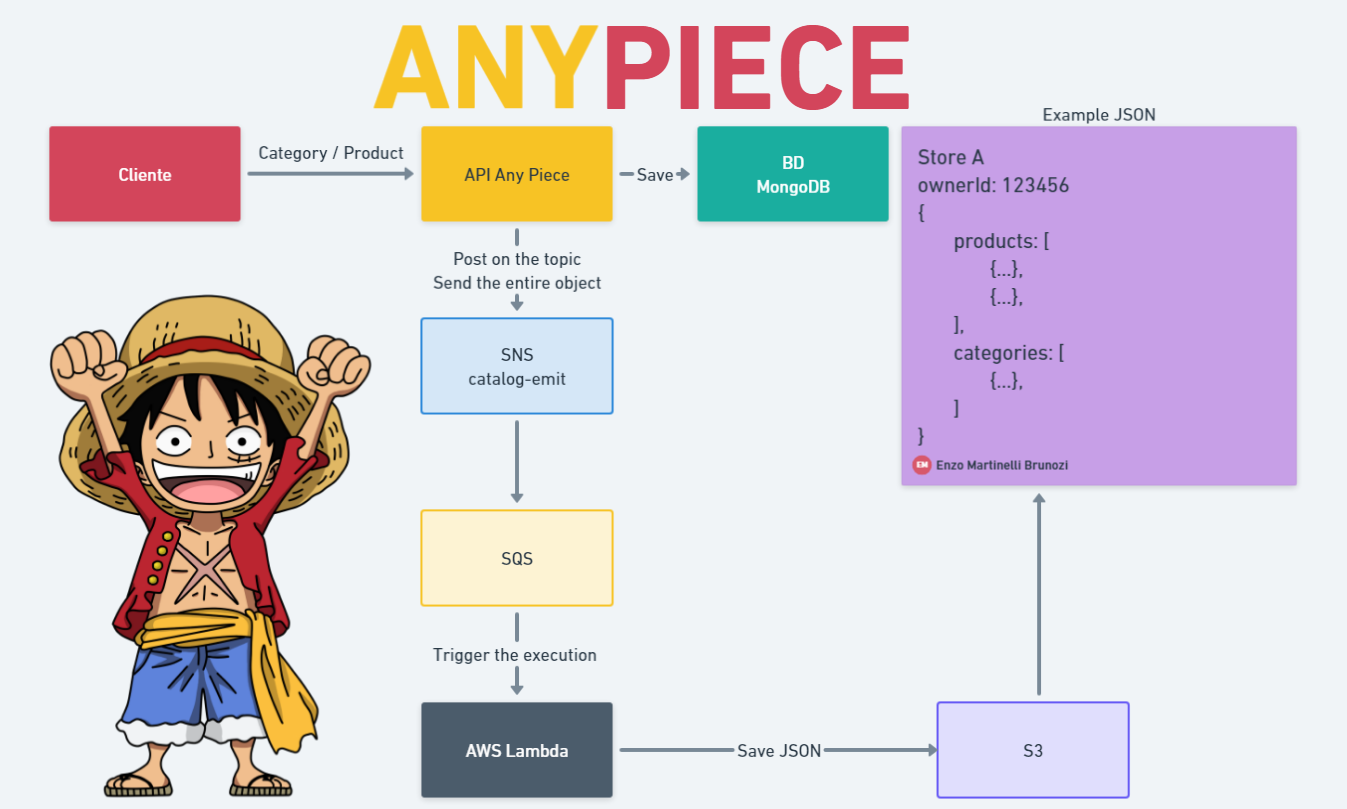 ANYPIECE
Cliente
Category / Product
API Any Piece
Save
BD
MongoDB
Example JSON
Store A
ownerId: 123456
{
products: [
{...},
{...},
],
categories: [
{...},
]
}
EM Enzo Martinelli Brunozi
Post on the topic
Send the entire object
SNS
catalog-emit
SQS
Trigger the execution
AWS Lambda
Save JSON
S3